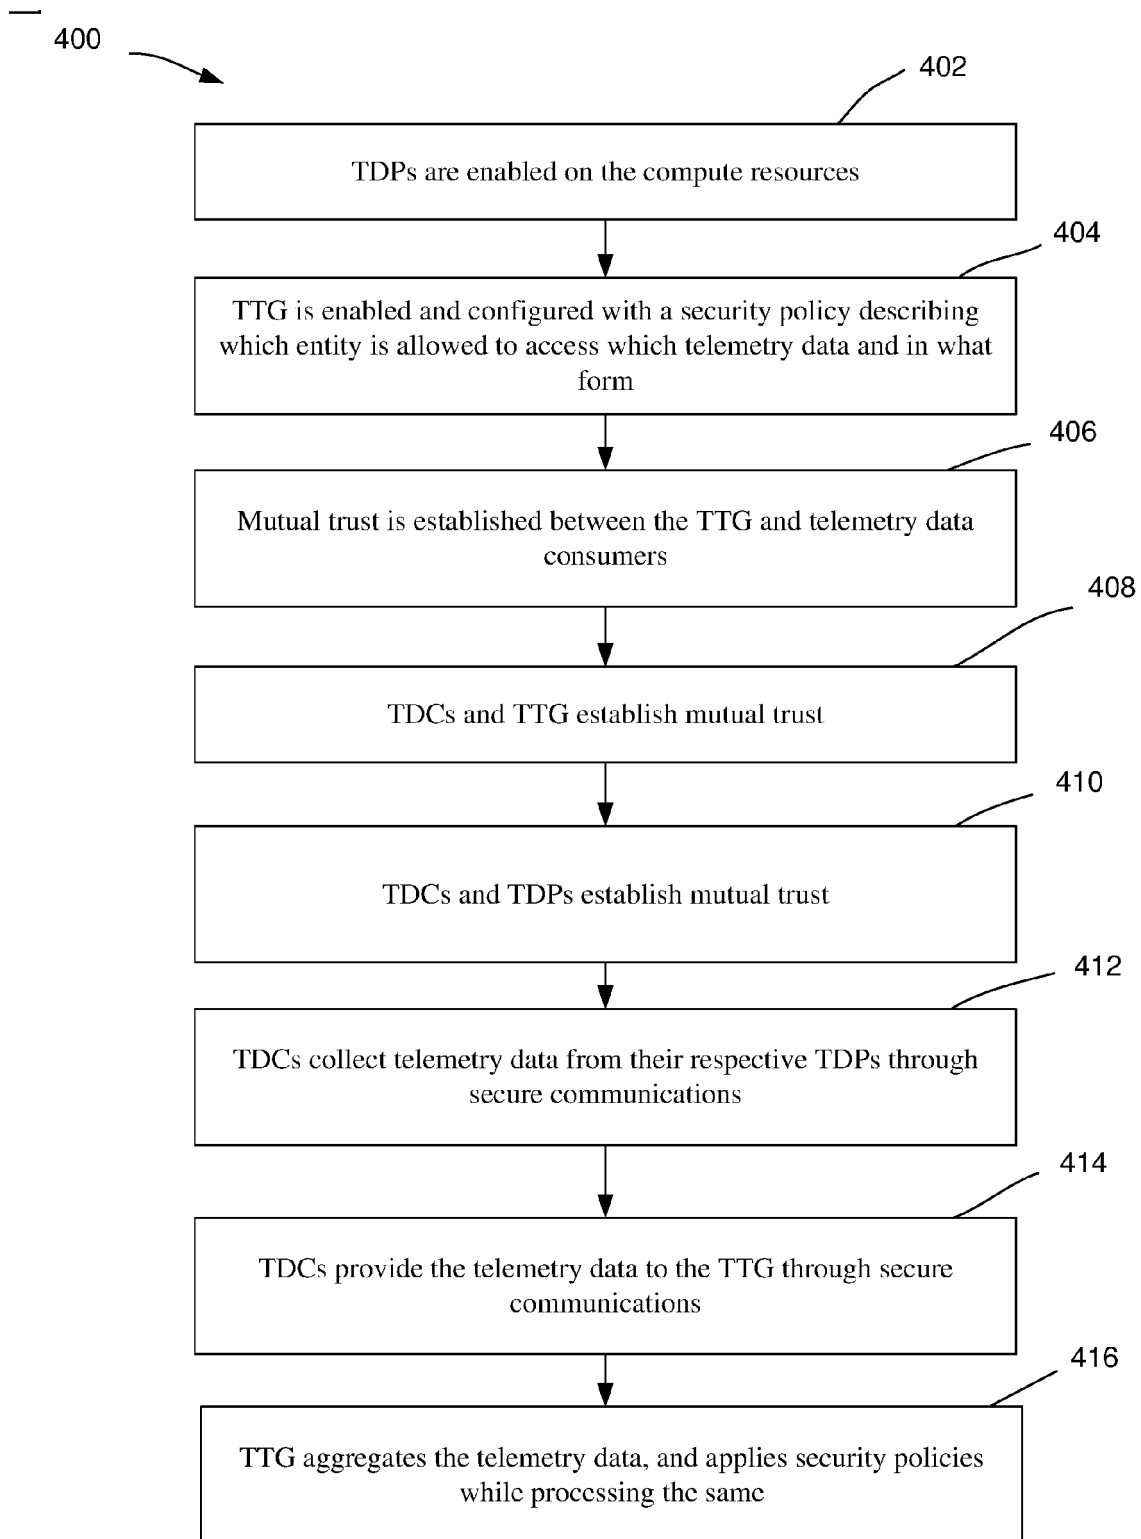 400
402
TDPs are enabled on the compute resources
404
TTG is enabled and configured with a security policy describing
which entity is allowed to access which telemetry data and in what
form
406
Mutual trust is established between the TTG and telemetry data
consumers
408
TDCs and TTG establish mutual trust
410
TDCs and TDPs establish mutual trust
412
TDCs collect telemetry data from their respective TDPs through
secure communications
414
TDCs provide the telemetry data to the TTG through secure
communications
416
TTG aggregates the telemetry data, and applies security policies
while processing the same